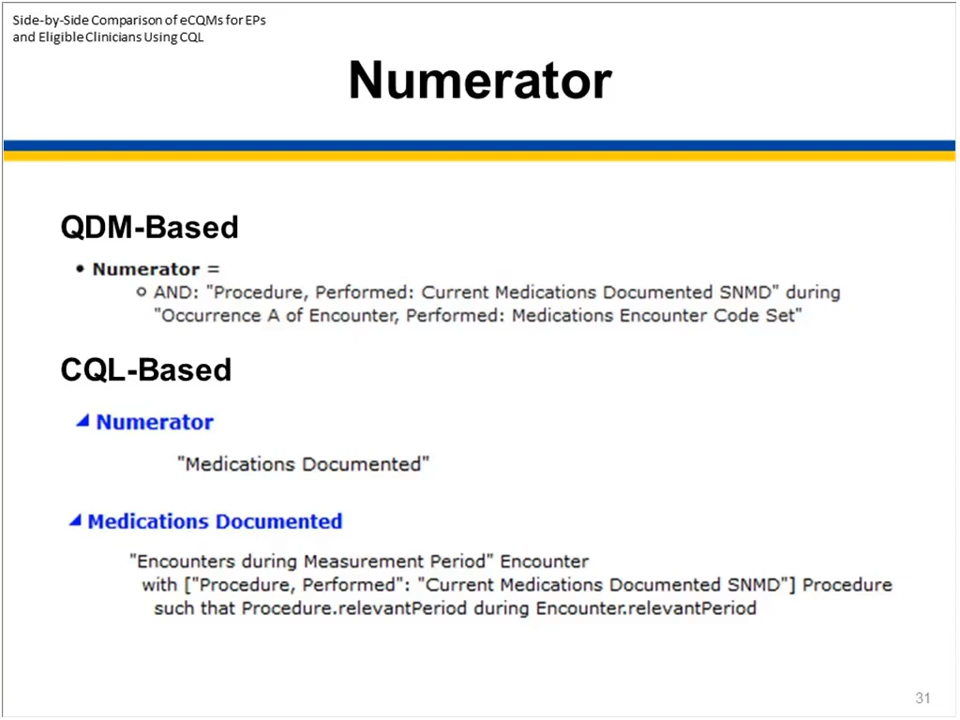 Side-by-Side Comparison of eCQMs for EPs
and Eligible Clinicians Using CQL
Numerator
QDM-Based
• Numerator =
o AND: "Procedure, Performed: Current Medications Documented SNMD" during
"Occurrence A of Encounter, Performed: Medications Encounter Code Set"
CQL-Based
Numerator
"Medications Documented"
Medications Documented
"Encounters during Measurement Period" Encounter
with ["Procedure, Performed": "Current Medications Documented SNMD"] Procedure
such that Procedure.relevantPeriod during Encounter.relevantPeriod
31